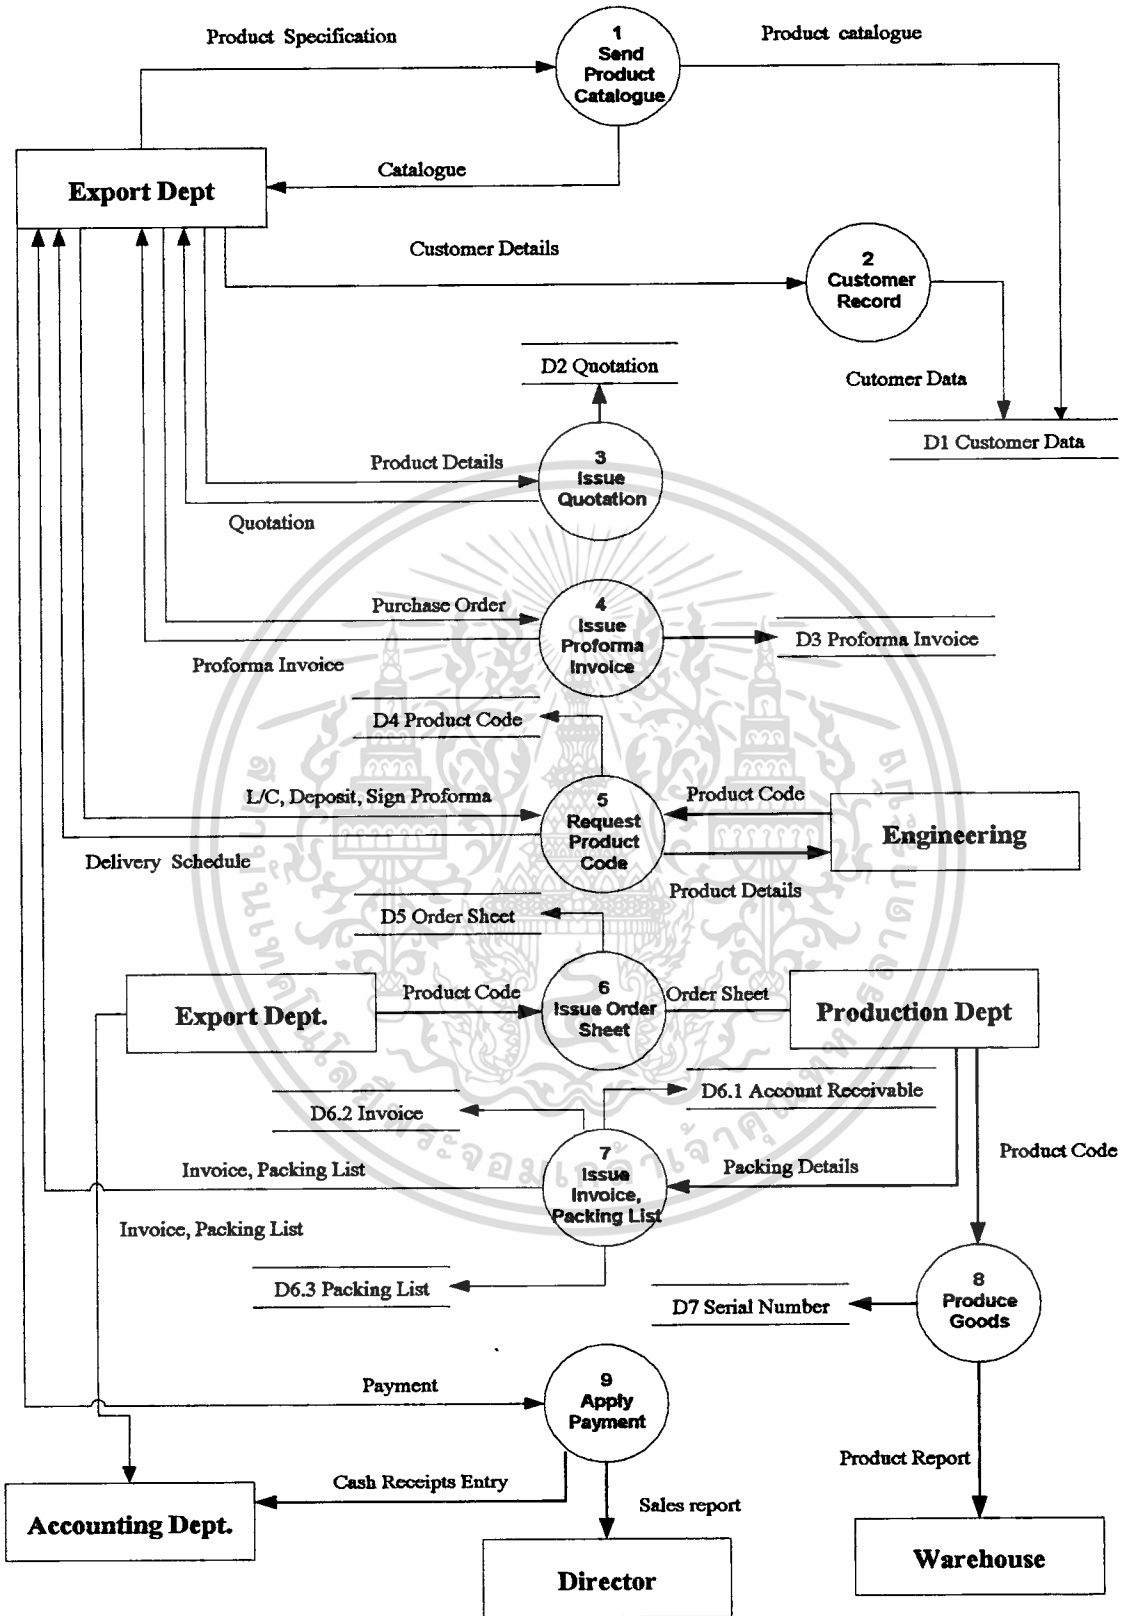 Product Specification
1
Send
Product
Catalogue
Product catalogue
Catalogue
Export Dept
Customer Details
2
Customer
Record
D2 Quotation
Cutomer Data
D1 Customer Data
Product Details
3
Issue
Quotation
Quotation
Purchase Order
4
Issue
Proforma
Invoice
D3 Proforma Invoice
Proforma Invoice
D4 Product Code
L/C, Deposit, Sign Proforma
5
Request
Product
Code
Product Code
Engineering
Delivery Schedule
Product Details
D5 Order Sheet
Export Dept.
Product Code
6
Issue Order
Sheet
Order Sheet
Production Dept
D6.2 Invoice
D6.1 Account Receivable
7
Issue
Invoice,
Packing List
Packing Details
Product Code
Invoice, Packing List
Invoice, Packing List
D6.3 Packing List
D7 Serial Number
8
Produce
Goods
Payment
9
Apply
Payment
Cash Receipts Entry
Sales report
Product Report
Accounting Dept.
Director
Warehouse